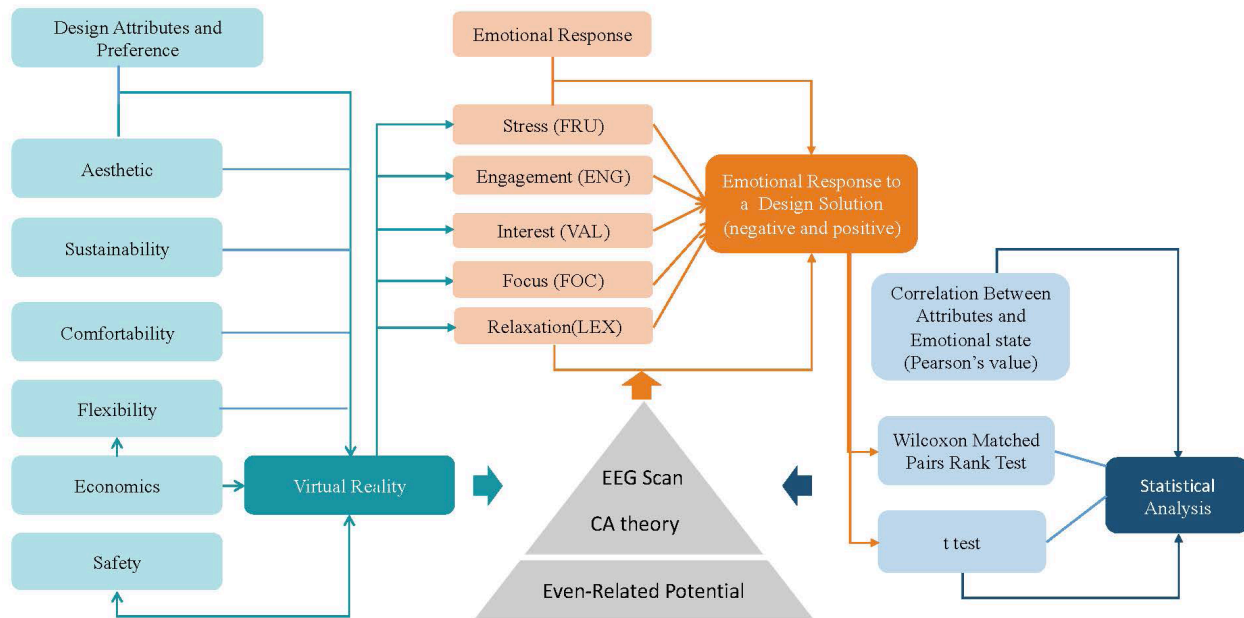 Design Attributes and
Preference
Aesthetic
Sustainability
Comfortability
Flexibility
Economics
Safety
Virtual Reality
Emotional Response
Stress (FRU)
Engagement (ENG)
Interest (VAL)
Focus (FOC)
Relaxation(LEX)
Emotional Response to
a Design Solution
(negative and positive)
EEG Scan
CA theory
Even-Related Potential
Correlation Between
Attributes and
Emotional state
(Pearson’s value)
Wilcoxon Matched
Pairs Rank Test
t test
Statistical
Analysis